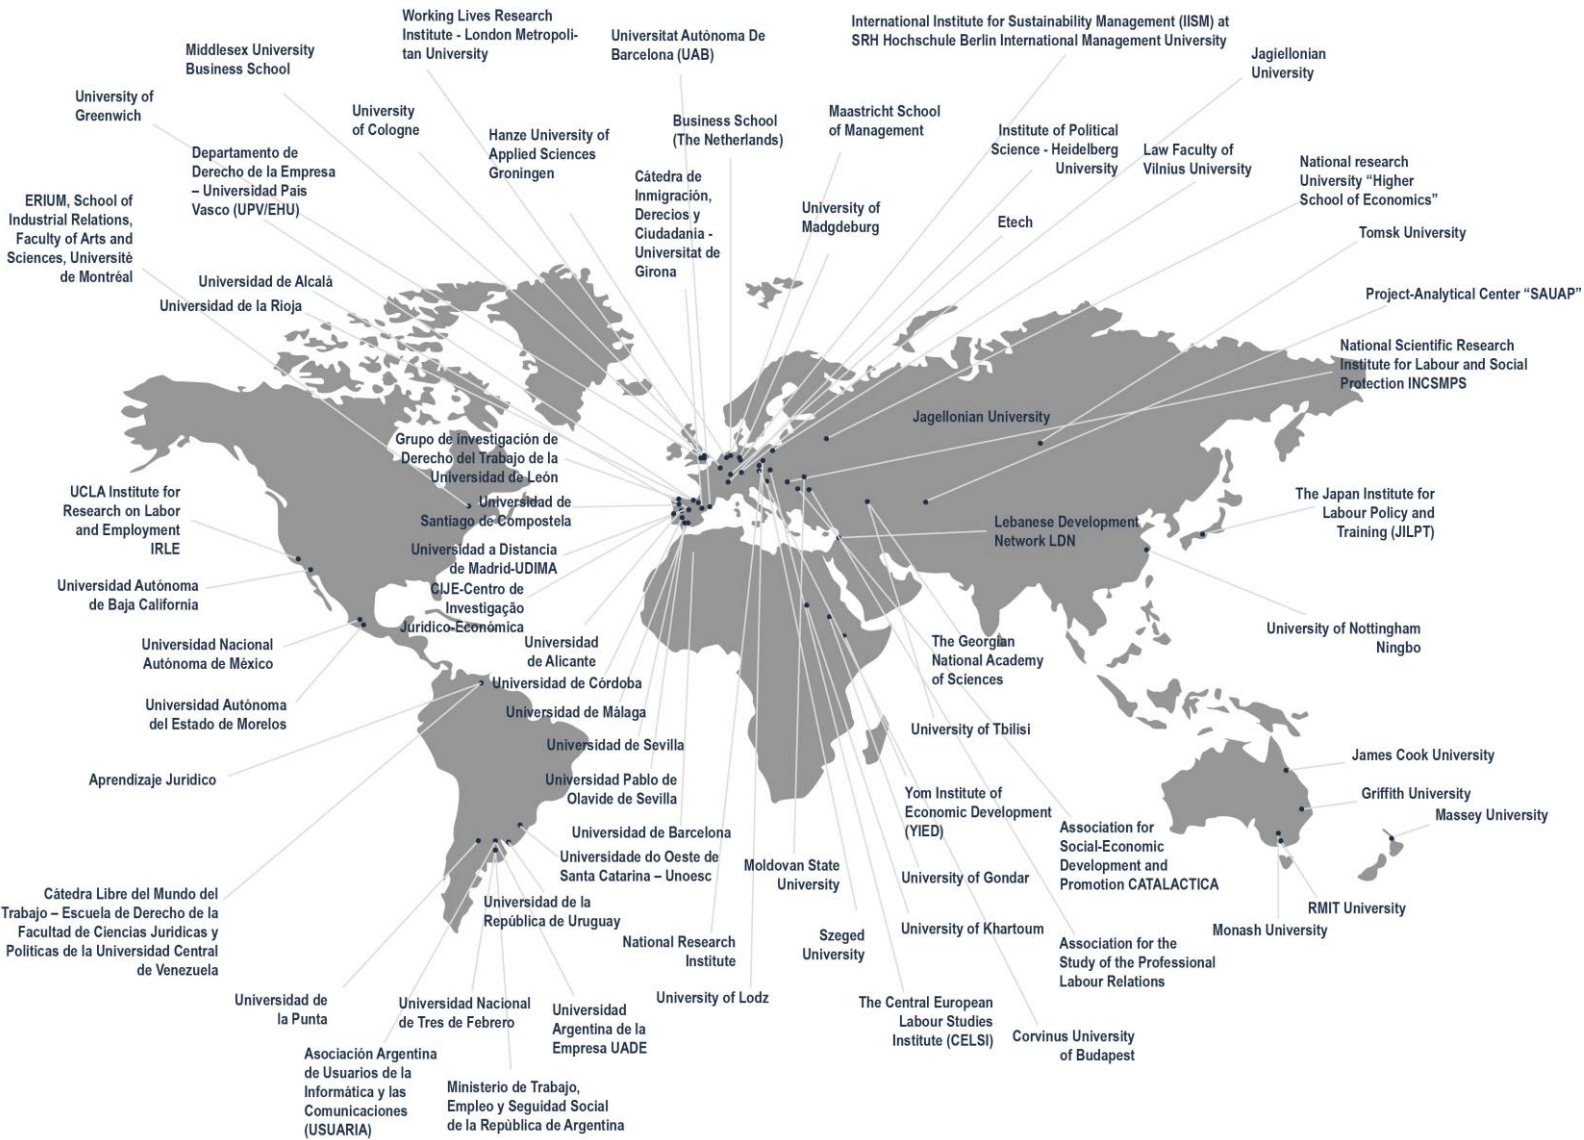 Working Lives Research
Institute - London Metropoli-
tan University
Middlesex University
Business School
Universitat Autònoma De
Barcelona (UAB)
International Institute for Sustainability Management (IISM) at
SRH Hochschule Berlin International Management University
Jagiellonian
University
University of
Greenwich
University
of Cologne
Hanze University of
Applied Sciences
Groningen
Business School
(The Netherlands)
Maastricht School
of Management
Institute of Political
Science - Heidelberg
University
Law Faculty of
Vilnius University
National research
University “Higher
School of Economics”
Departamento de
Derecho de la Empresa
– Universidad País
Vasco (UPV/EHU)
Cátedra de
Inmigración,
Derecios y
Ciudadanía -
Universitat de
Girona
University of
Madgdeburg
Etech
Tomsk University
ERIUM, School of
Industrial Relations,
Faculty of Arts and
Sciences, Université
de Montréal
Universidad de Alcalá
Universidad de la Rioja
Project-Analytical Center “SAUAP”
National Scientific Research
Institute for Labour and Social
Protection INCSMPS
Jagellonian University
Grupo de investigación de
Derecho del Trabajo de la
Universidad de León
UCLA Institute for
Research on Labor
and Employment
IRLE
Universidad de
Santiago de Compostela
The Japan Institute for
Labour Policy and
Training (JILPT)
Lebanese Development
Network LDN
Universidad a Distancia
de Madrid-UDIMA
Universidad Autónoma
de Baja California
CIJE-Centro de
Investigação
Jurídico-Económica
Universidad Nacional
Autónoma de México
Universidad
de Alicante
The Georgian
National Academy
of Sciences
University of Nottingham
Ningbo
Universidad de Córdoba
Universidad Autónoma
del Estado de Morelos
Universidad de Málaga
University of Tbilisi
Universidad de Sevilla
James Cook University
Aprendizaje Jurídico
Universidad Pablo de
Olavide de Sevilla
Yom Institute of
Economic Development
(YIED)
Griffith University
Massey University
Universidad de Barcelona
Association for
Social-Economic
Development and
Promotion CATALACTICA
Universidade do Oeste de
Santa Catarina – Unoesc
Moldovan State
University
University of Gondar
Cátedra Libre del Mundo del
Trabajo – Escuela de Derecho de la
Facultad de Ciencias Jurídicas y
Políticas de la Universidad Central
de Venezuela
Universidad de la
República de Uruguay
RMIT University
Monash University
National Research
Institute
Szeged
University
University of Khartoum
Association for the
Study of the Professional
Labour Relations
Universidad de
la Punta
Universidad Nacional
de Tres de Febrero
Universidad
Argentina de la
Empresa UADE
University of Lodz
The Central European
Labour Studies
Institute (CELSI)
Corvinus University
of Budapest
Asociación Argentina
de Usuarios de la
Informática y las
Comunicaciones
(USUARIA)
Ministerio de Trabajo,
Empleo y Seguidad Social
de la Repùblica de Argentina